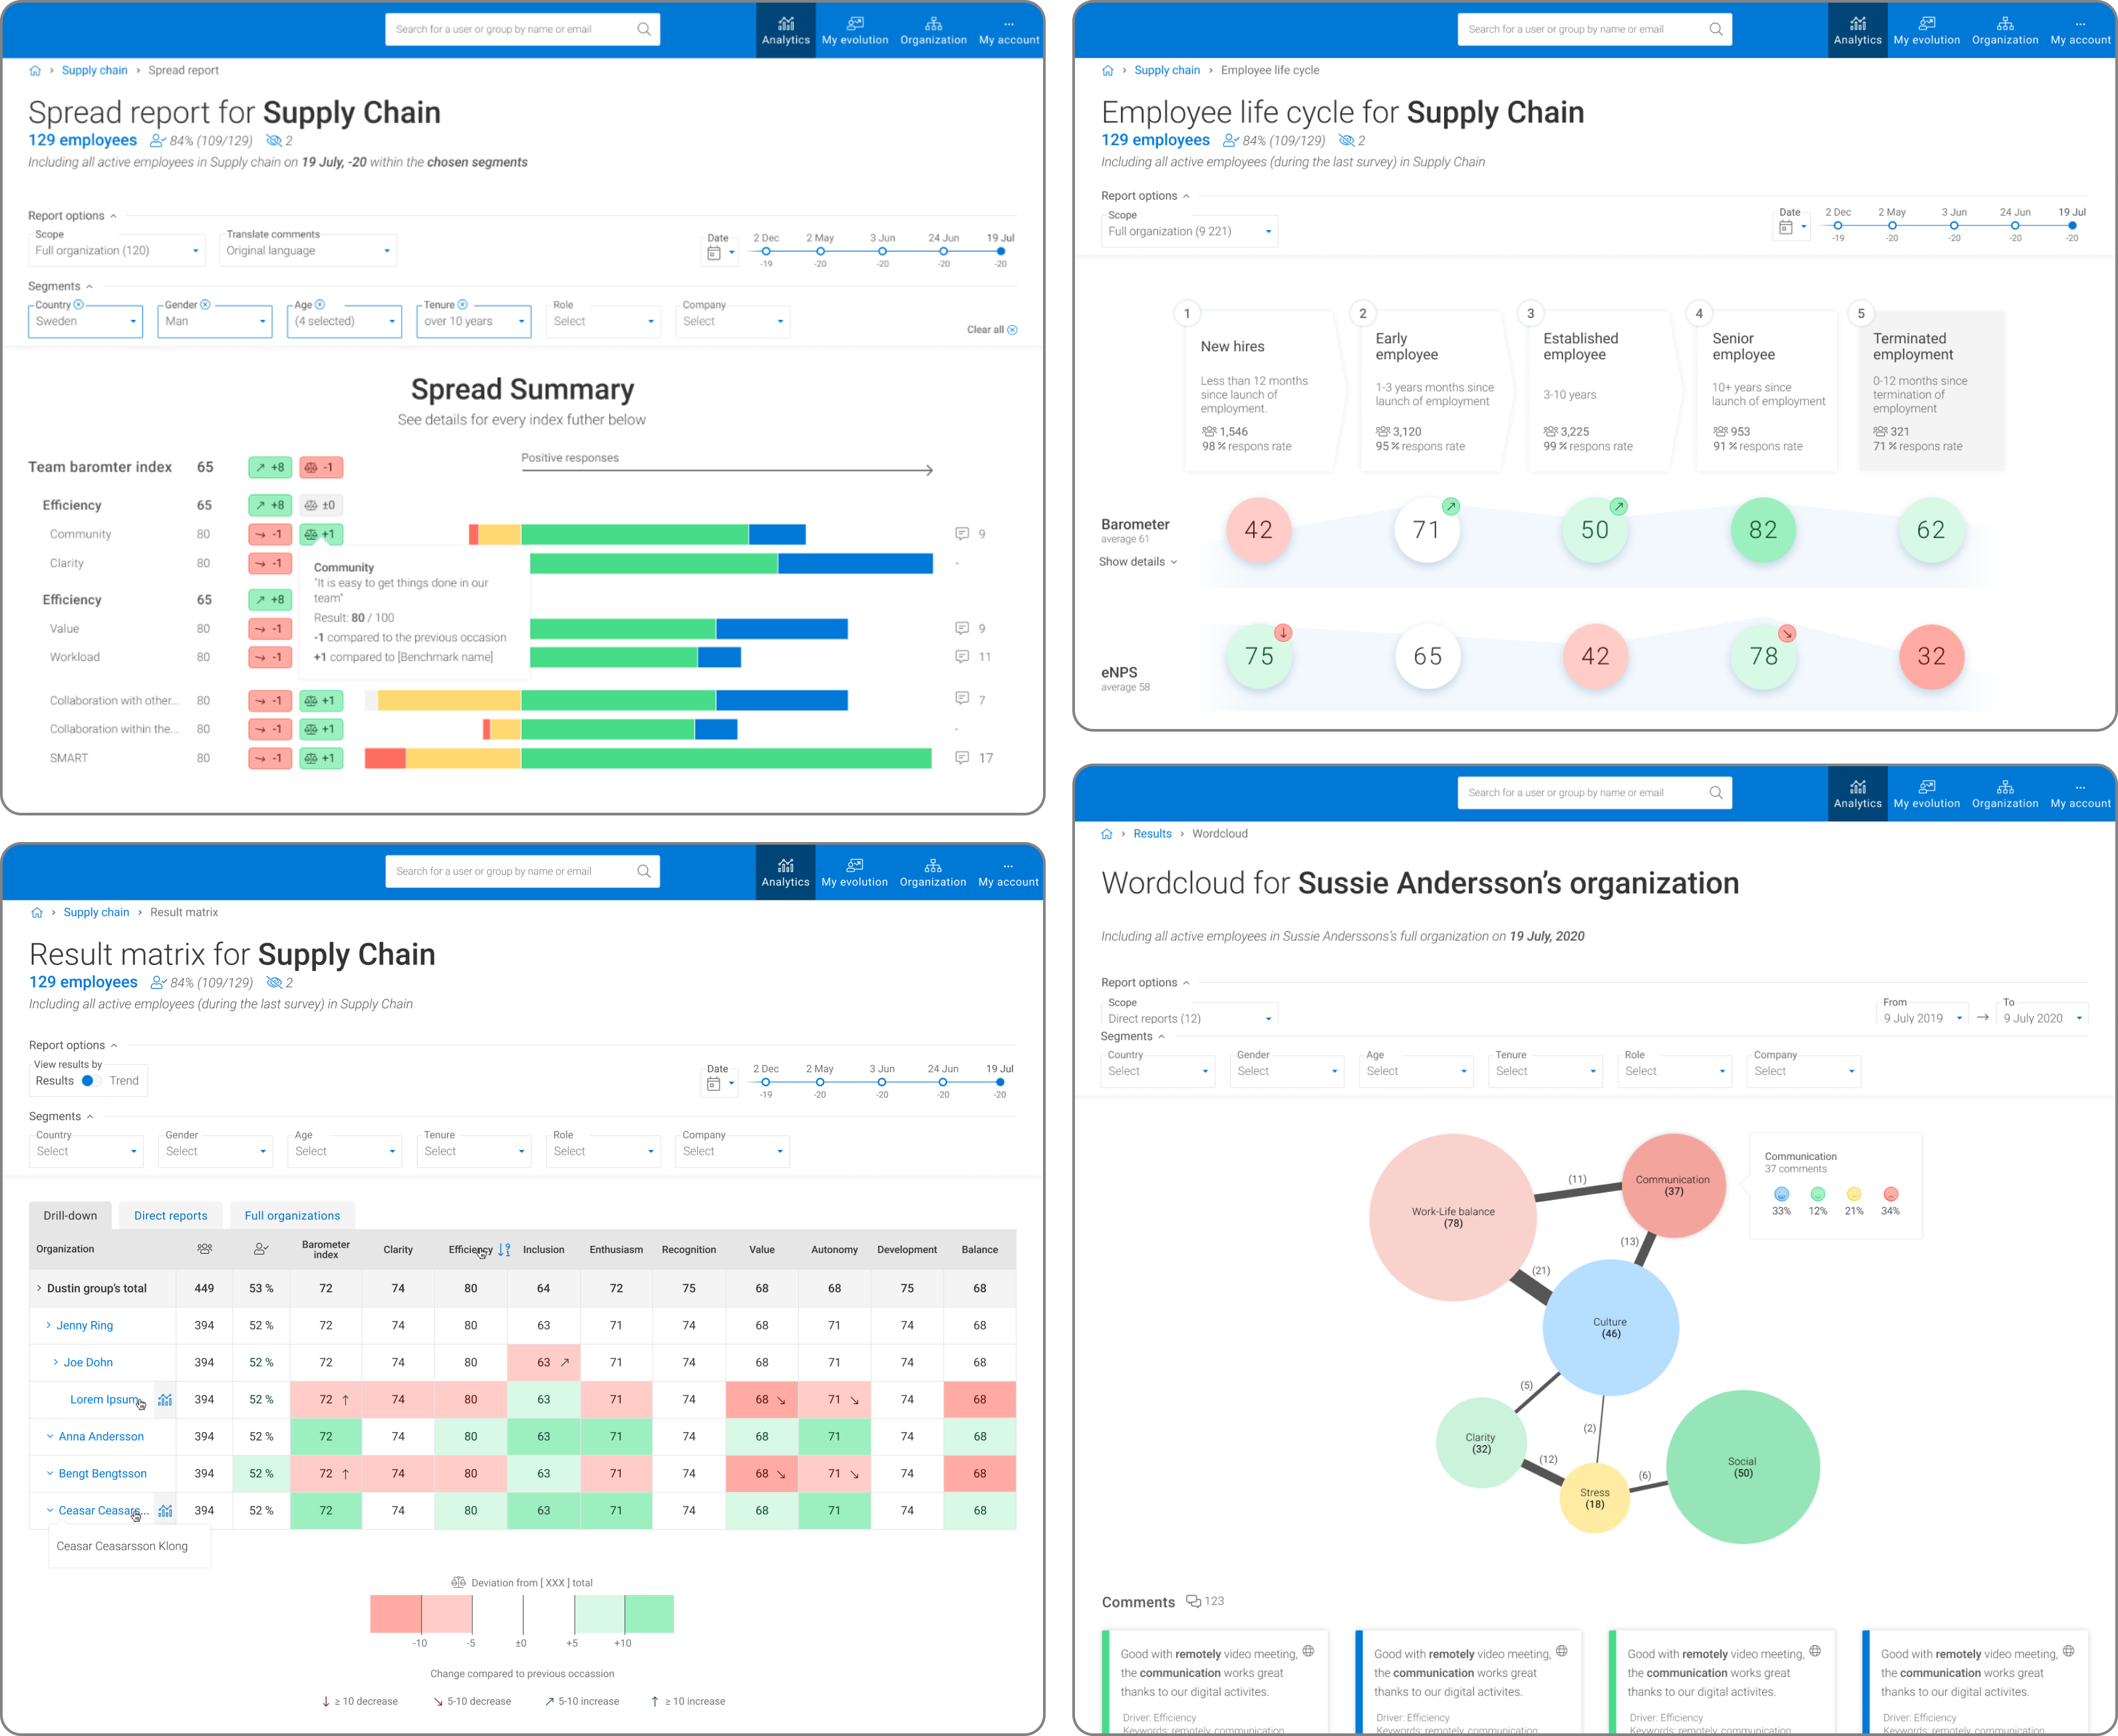 Search for a user or group by name or email
Analytics
My evolution
Organization
My account
Supply chain › Spread report
Spread report for Supply Chain
129 employees 84% (109/129) 2
Including all active employees in Supply chain on 19 July, -20 within the chosen segments
Report options
Scope
Full organization (120)
Translate comments
Original language
Date
2 Dec 2 May 3 Jun 24 Jun 19 Jul
-19 -20 -20 -20 -20
Segments
Country Gender Age Tenure Role Company
Sweden Man (4 selected) over 10 years Select Select
Clear all
Spread Summary
See details for every index futher below
Team baromter index 65 +8 -1
Positive responses
Efficiency 65 +8 ±0
Community 80 -1 +1 9
Clarity 80 -1 -
Efficiency 65 +8
Value 80 -1 9
Workload 80 -1 11
Community
"It is easy to get things done in our
team"
Result: 80 / 100
-1 compared to the previous occasion
+1 compared to [Benchmark name]
Collaboration with other... 80 -1 +1 7
Collaboration within the... 80 -1 +1 -
SMART 80 -1 +1 17
Search for a user or group by name or email
Analytics
My evolution
Organization
My account
Supply chain › Employee life cycle
Employee life cycle for Supply Chain
129 employees 84% (109/129) 2
Including all active employees (during the last survey) in Supply Chain
Report options
Scope
Full organization (9 221)
Date
2 Dec 2 May 3 Jun 24 Jun 19 Jul
-19 -20 -20 -20 -20
1
New hires
Less than 12 months
since launch of
employment.
1,546
98 % respons rate
2
Early
employee
1-3 years months since
launch of employment
3,120
95 % respons rate
3
Established
employee
3-10 years
3,225
99 % respons rate
4
Senior
employee
10+ years since
launch of employment
953
91 % respons rate
5
Terminated
employment
0-12 months since
termination of
employment
321
71 % respons rate
Barometer
average 61
Show details
42 71 50 82 62
eNPS
average 58
75 65 42 78 32
Search for a user or group by name or email
Analytics
My evolution
Organization
My account
Supply chain › Result matrix
Result matrix for Supply Chain
129 employees 84% (109/129) 2
Including all active employees (during the last survey) in Supply Chain
Report options
View results by
Results Trend
Date
2 Dec 2 May 3 Jun 24 Jun 19 Jul
-19 -20 -20 -20 -20
Segments
Country Gender Age Tenure Role Company
Select Select Select Select Select Select
Drill-down Direct reports Full organizations
Organization Barometer index Clarity Efficiency Inclusion Enthusiasm Recognition Value Autonomy Development Balance
Dustin group's total 449 53 % 72 74 80 64 72 75 68 68 75 68
Jenny Ring 394 52 % 72 74 80 63 71 74 68 71 74 68
Joe Dohn 394 52 % 72 74 80 63 ↗ 71 74 68 71 74 68
Lorem Ipsum 394 52 % 72 ↑ 74 80 63 71 74 68 ↘ 71 ↘ 74 68
Anna Andersson 394 52 % 72 74 80 63 71 74 68 71 74 68
Bengt Bengtsson 394 52 % 72 ↑ 74 80 63 71 74 68 ↘ 71 ↘ 74 68
Ceasar Ceasars... 394 52 % 72 74 80 63 71 74 68 71 74 68
Ceasar Ceasarsson Klong
Deviation from [ XXX ] total
-10 -5 ±0 +5 +10
Change compared to previous occassion
↓ ≥ 10 decrease ↘ 5-10 decrease ↗ 5-10 increase ↑ ≥ 10 increase
Search for a user or group by name or email
Analytics
My evolution
Organization
My account
Results › Wordcloud
Wordcloud for Sussie Andersson's organization
Including all active employees in Sussie Anderssons's full organization on 19 July, 2020
Report options
Scope
Direct reports (12)
From
9 July 2019
→
To
9 July 2020
Segments
Country Gender Age Tenure Role Company
Select Select Select Select Select Select
Work-Life balance
(78)
(11)
Communication
(37)
Communication
37 comments
33% 12% 21% 34%
(13)
(21)
Culture
(46)
(5)
(2)
Clarity
(32)
(12)
Stress
(18)
(6)
Social
(50)
Comments 123
Good with remotely video meeting,
the communication works great
thanks to our digital activites.
Driver: Efficiency
Keywords: remotely, communication
Good with remotely video meeting,
the communication works great
thanks to our digital activites.
Driver: Efficiency
Keywords: remotely, communication
Good with remotely video meeting,
the communication works great
thanks to our digital activites.
Driver: Efficiency
Keywords: remotely, communication
Good with remotely video meeting,
the communication works great
thanks to our digital activites.
Driver: Efficiency
Keywords: remotely, communication